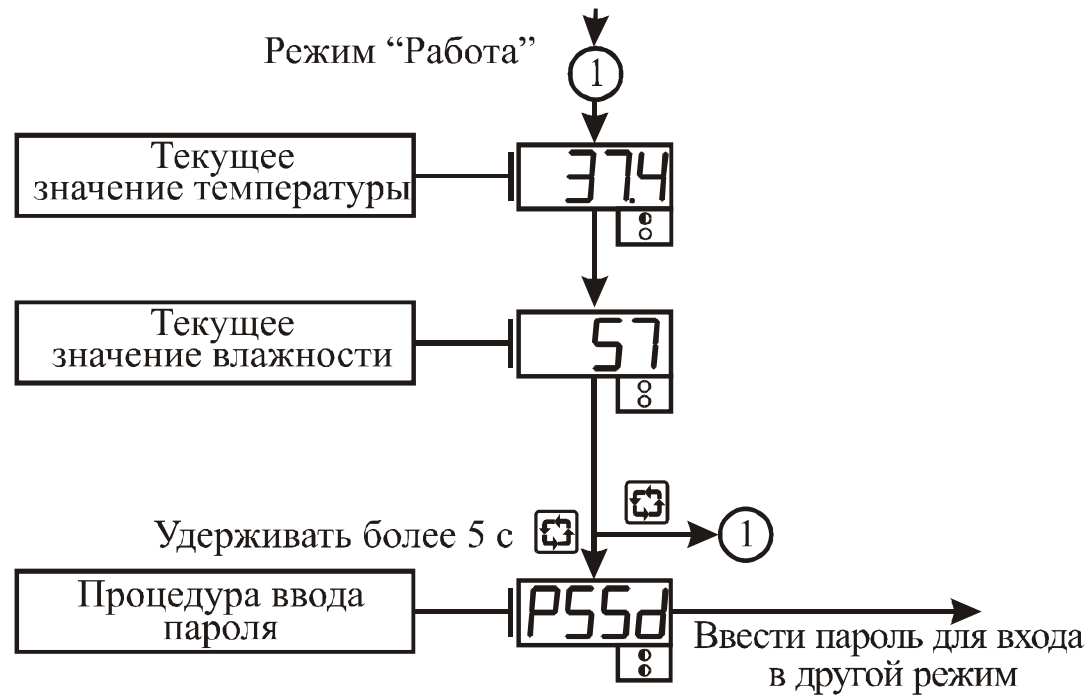 Режим “Работа”
1
Текущее
значение температуры
37.4
Текущее
значение влажности
57
Удерживать более 5 с
1
Процедура ввода
пароля
PSSd
Ввести пароль для входа
в другой режим